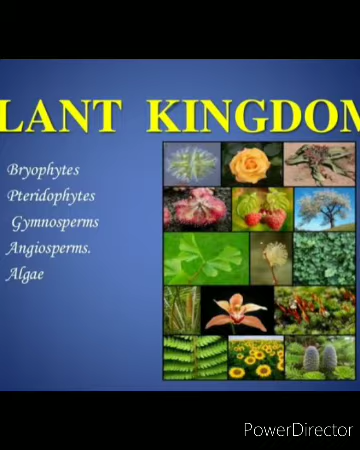 LANT KINGDOM
Bryophytes
Pteridophytes
Gymnosperms
Angiosperms.
Algae
PowerDirector